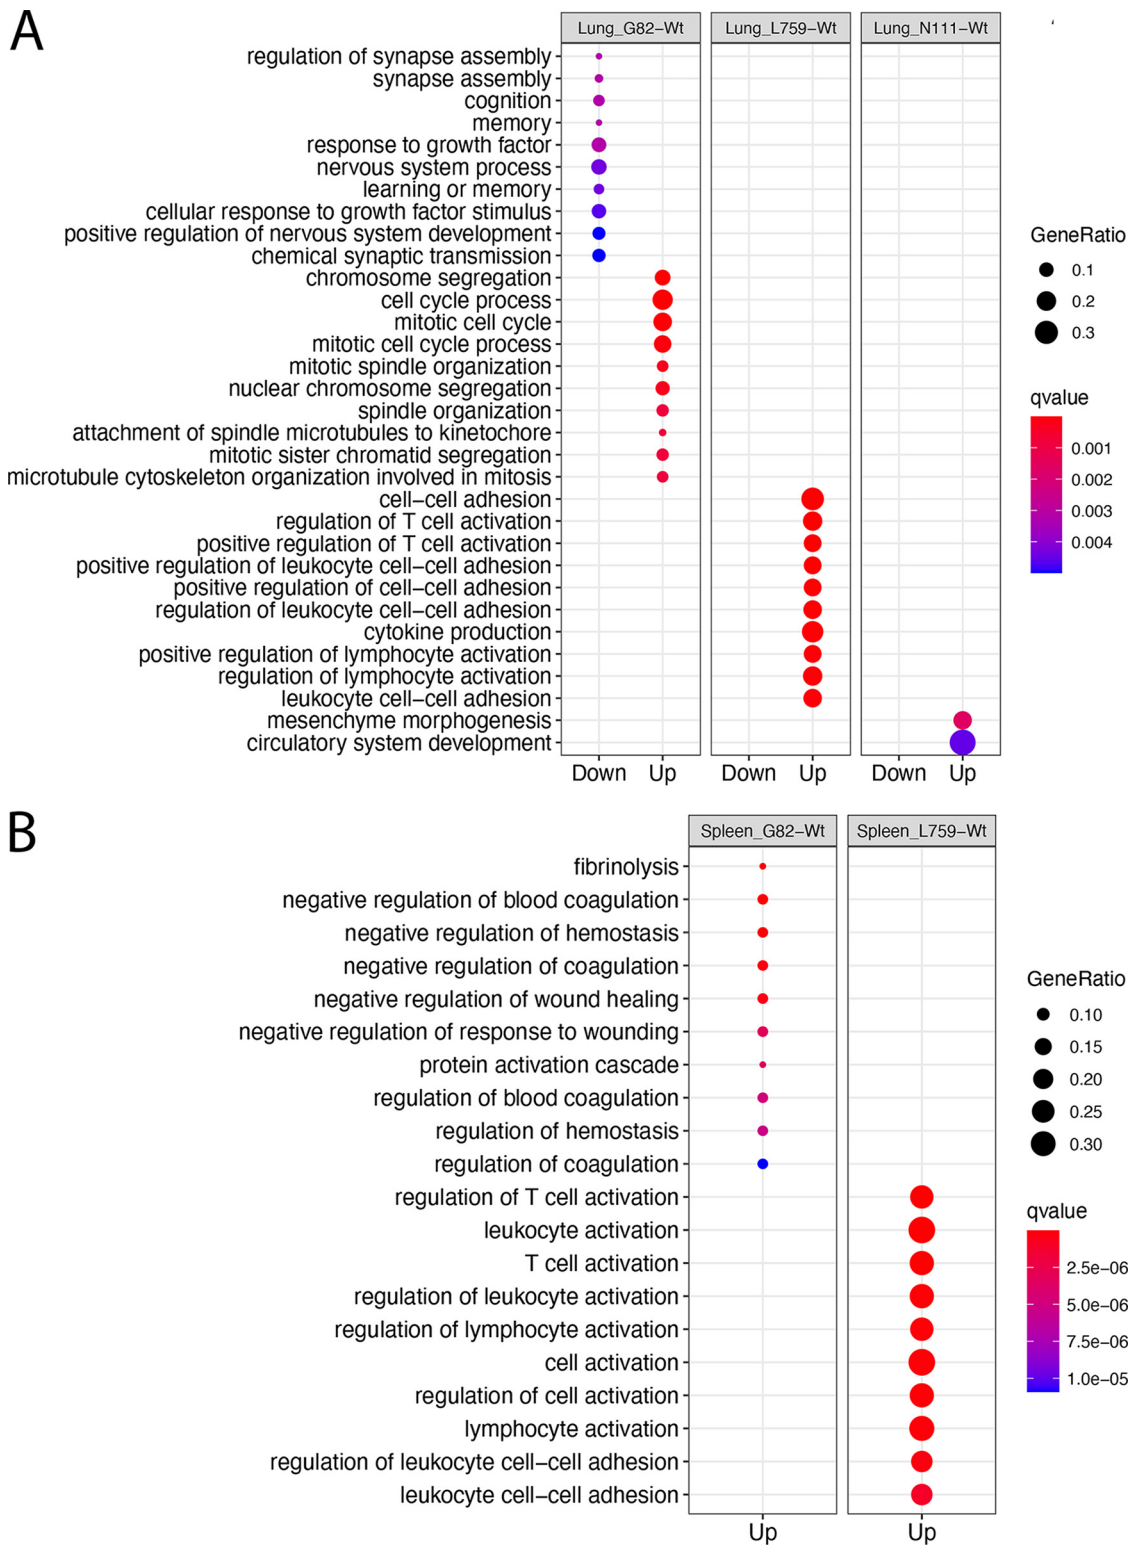 A
Lung_G82−Wt
Lung_L759−Wt
Lung_N111−Wt
regulation of synapse assembly
synapse assembly
cognition
memory
response to growth factor
nervous system process
learning or memory
cellular response to growth factor stimulus
positive regulation of nervous system development
chemical synaptic transmission
chromosome segregation
cell cycle process
mitotic cell cycle
mitotic cell cycle process
mitotic spindle organization
nuclear chromosome segregation
spindle organization
attachment of spindle microtubules to kinetochore
mitotic sister chromatid segregation
microtubule cytoskeleton organization involved in mitosis
cell−cell adhesion
regulation of T cell activation
positive regulation of T cell activation
positive regulation of leukocyte cell−cell adhesion
positive regulation of cell−cell adhesion
regulation of leukocyte cell−cell adhesion
cytokine production
positive regulation of lymphocyte activation
regulation of lymphocyte activation
leukocyte cell−cell adhesion
mesenchyme morphogenesis
circulatory system development
Down Up Down Up Down Up
GeneRatio
0.1
0.2
0.3
qvalue
0.001
0.002
0.003
0.004
B
Spleen_G82−Wt
Spleen_L759−Wt
fibrinolysis
negative regulation of blood coagulation
negative regulation of hemostasis
negative regulation of coagulation
negative regulation of wound healing
negative regulation of response to wounding
protein activation cascade
regulation of blood coagulation
regulation of hemostasis
regulation of coagulation
regulation of T cell activation
leukocyte activation
T cell activation
regulation of leukocyte activation
regulation of lymphocyte activation
cell activation
regulation of cell activation
lymphocyte activation
regulation of leukocyte cell−cell adhesion
leukocyte cell−cell adhesion
Up Up
GeneRatio
0.10
0.15
0.20
0.25
0.30
qvalue
2.5e−06
5.0e−06
7.5e−06
1.0e−05